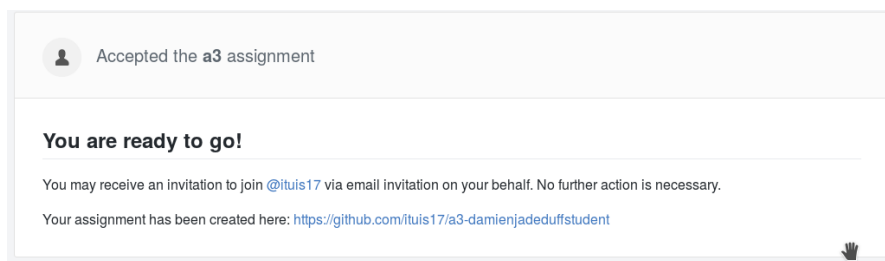 Accepted the a3 assignment
You are ready to go!
You may receive an invitation to join @ituis17 via email invitation on your behalf. No further action is necessary.
Your assignment has been created here: https://github.com/ituis17/a3-damienjadeduffstudent